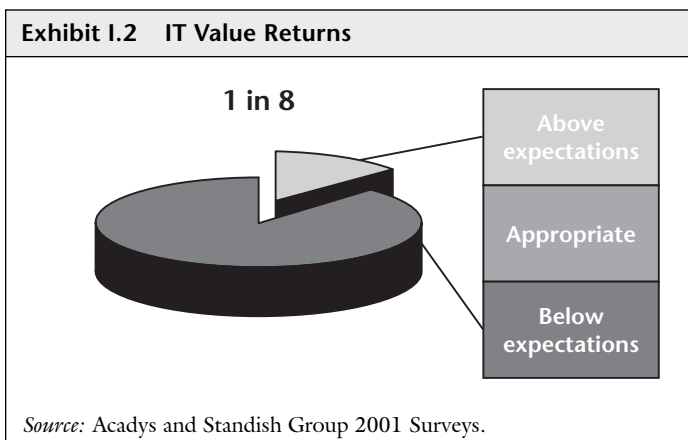 Exhibit I.2 IT Value Returns
1 in 8
Above
expectations
Appropriate
Below
expectations
Source: Acadys and Standish Group 2001 Surveys.